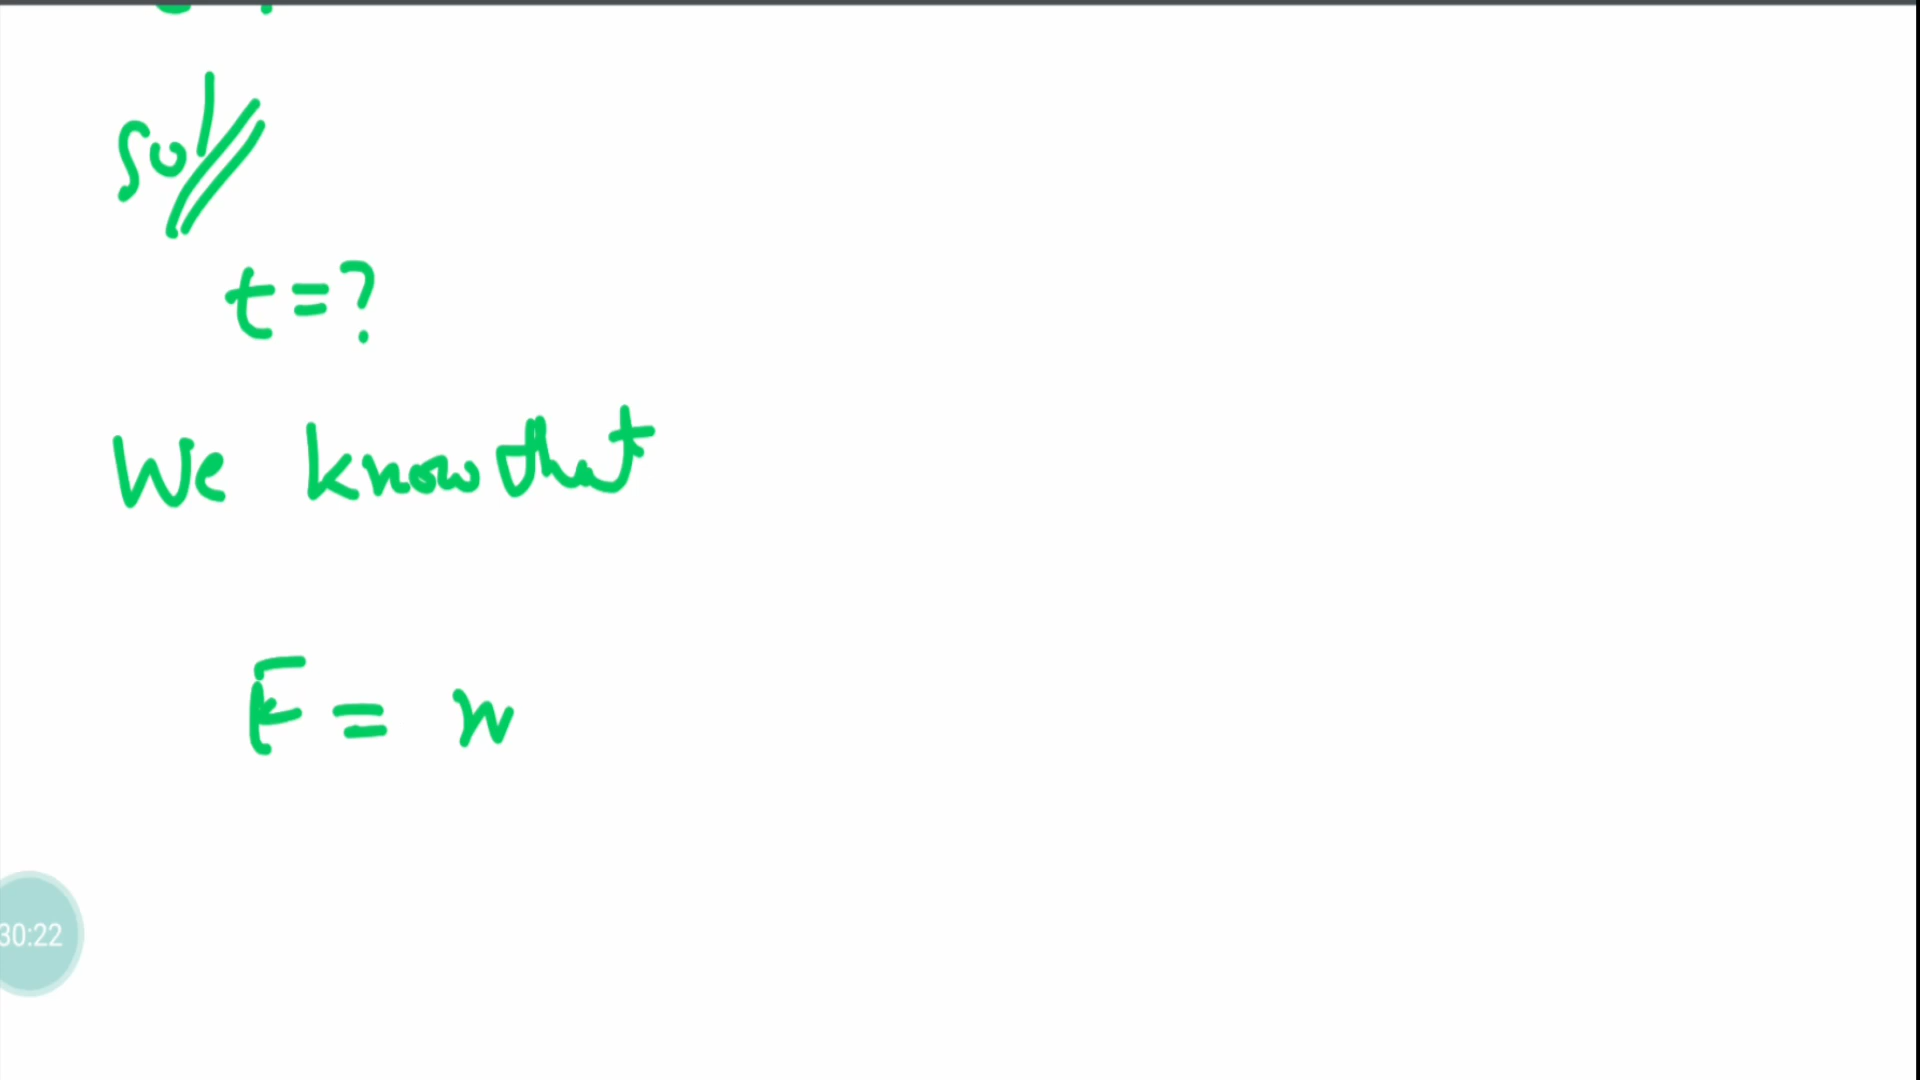 Sol
t=?
We know that
F = m
30:22